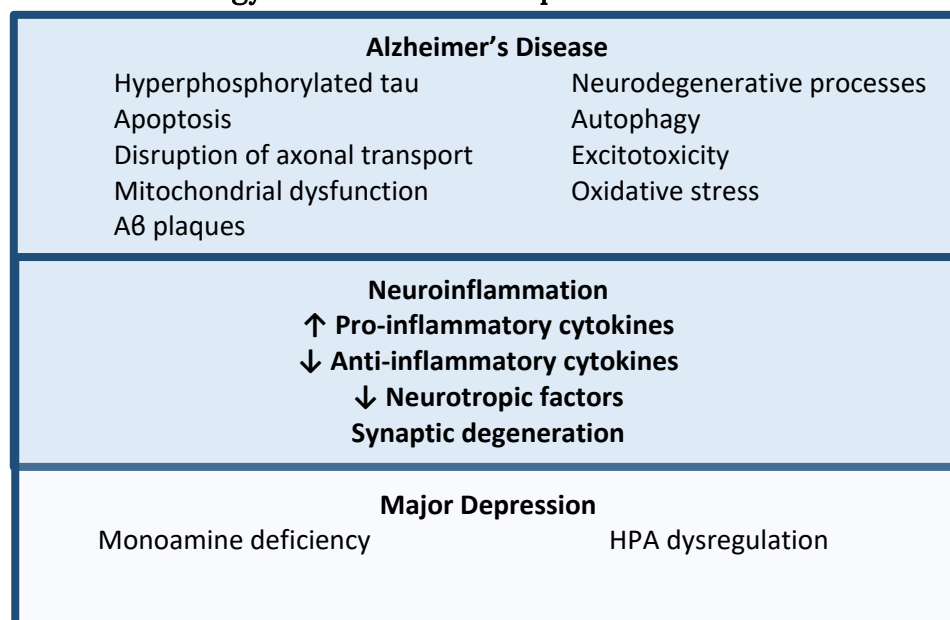 Alzheimer’s Disease
Hyperphosphorylated tau Neurodegenerative processes
Apoptosis Autophagy
Disruption of axonal transport Excitotoxicity
Mitochondrial dysfunction Oxidative stress
Aβ plaques
Neuroinflammation
↑ Pro-inflammatory cytokines
↓ Anti-inflammatory cytokines
↓ Neurotropic factors
Synaptic degeneration
Major Depression
Monoamine deficiency HPA dysregulation